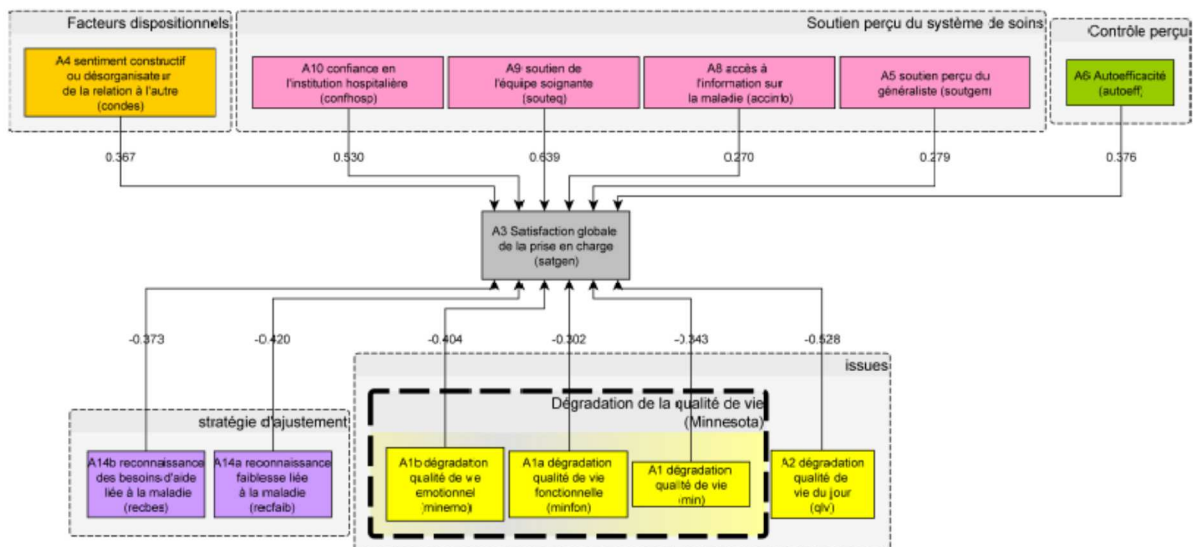 Facteurs dispositionnels
Soutien perçu du système de soins
Contrôle perçu
A4 sentiment constructif
ou désorganisateur
de la relation à l'autre
(condes)
A10 confiance en
l'institution hospitalière
(confhosp)
A9 soutien de
l'équipe soignante
(souteq)
A8 accès à
l'information sur
la maladie (accinfo)
A5 soutien perçu du
généraliste (soutgen)
A6 Autoefficacité
(autoeff)
0.367
0.530
0.639
0.270
0.279
0.376
A3 Satisfaction globale
de la prise en charge
(satgen)
-0.373
-0.420
-0.404
-0.302
-0.343
-0.528
issues
stratégie d'ajustement
Dégradation de la qualité de vie
(Minnesota)
A14b reconnaissance
des besoins d'aide
liée à la maladie
(recbes)
A14a reconnaissance
faiblesse liée
à la maladie
(recfaib)
A1b dégradation
qualité de vie
emotionnel
(minemo)
A1a dégradation
qualité de vie
fonctionnelle
(minfon)
A1 dégradation
qualité de vie
(min)
A2 dégradation
qualité de
vie du jour
(qlv)